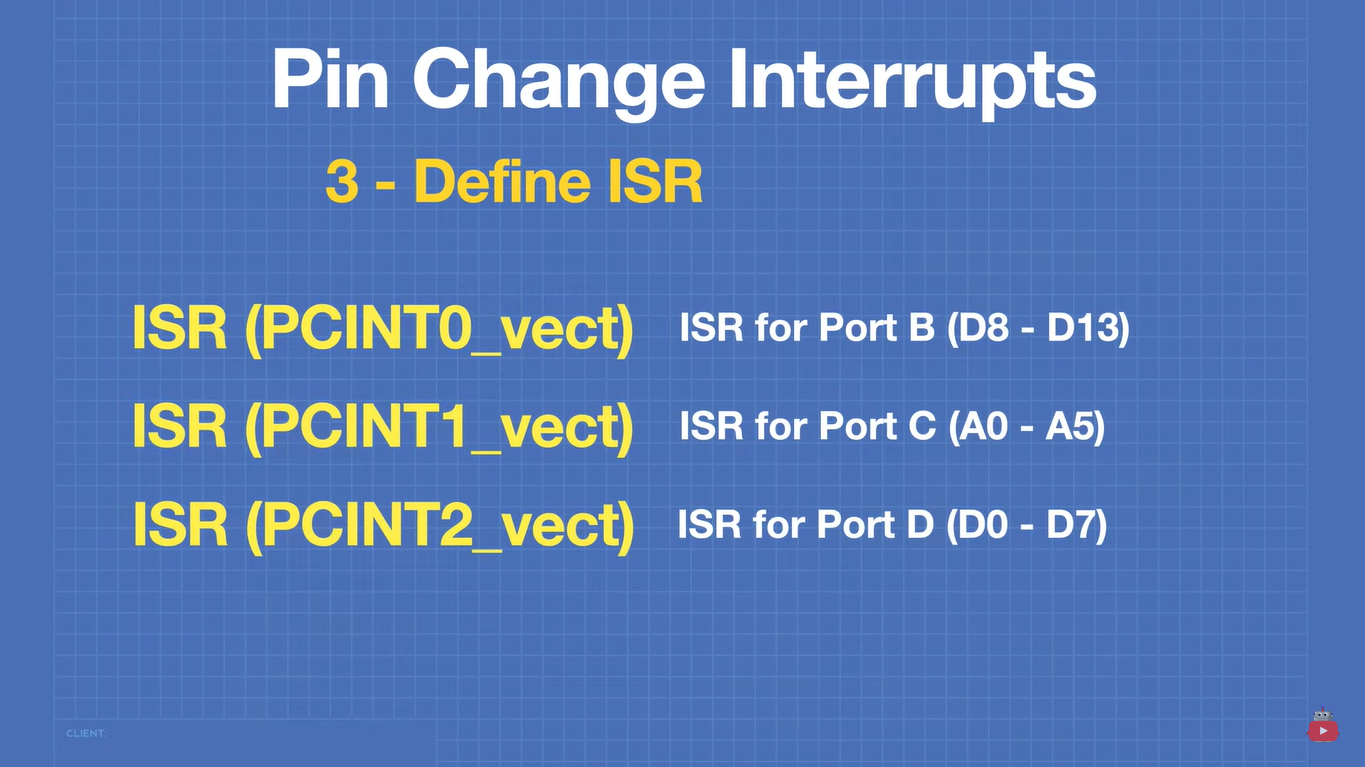 Pin Change Interrupts
3 - Define ISR
ISR (PCINT0_vect) ISR for Port B (D8 - D13)
ISR (PCINT1_vect) ISR for Port C (A0 - A5)
ISR (PCINT2_vect) ISR for Port D (D0 - D7)
CLIENT: